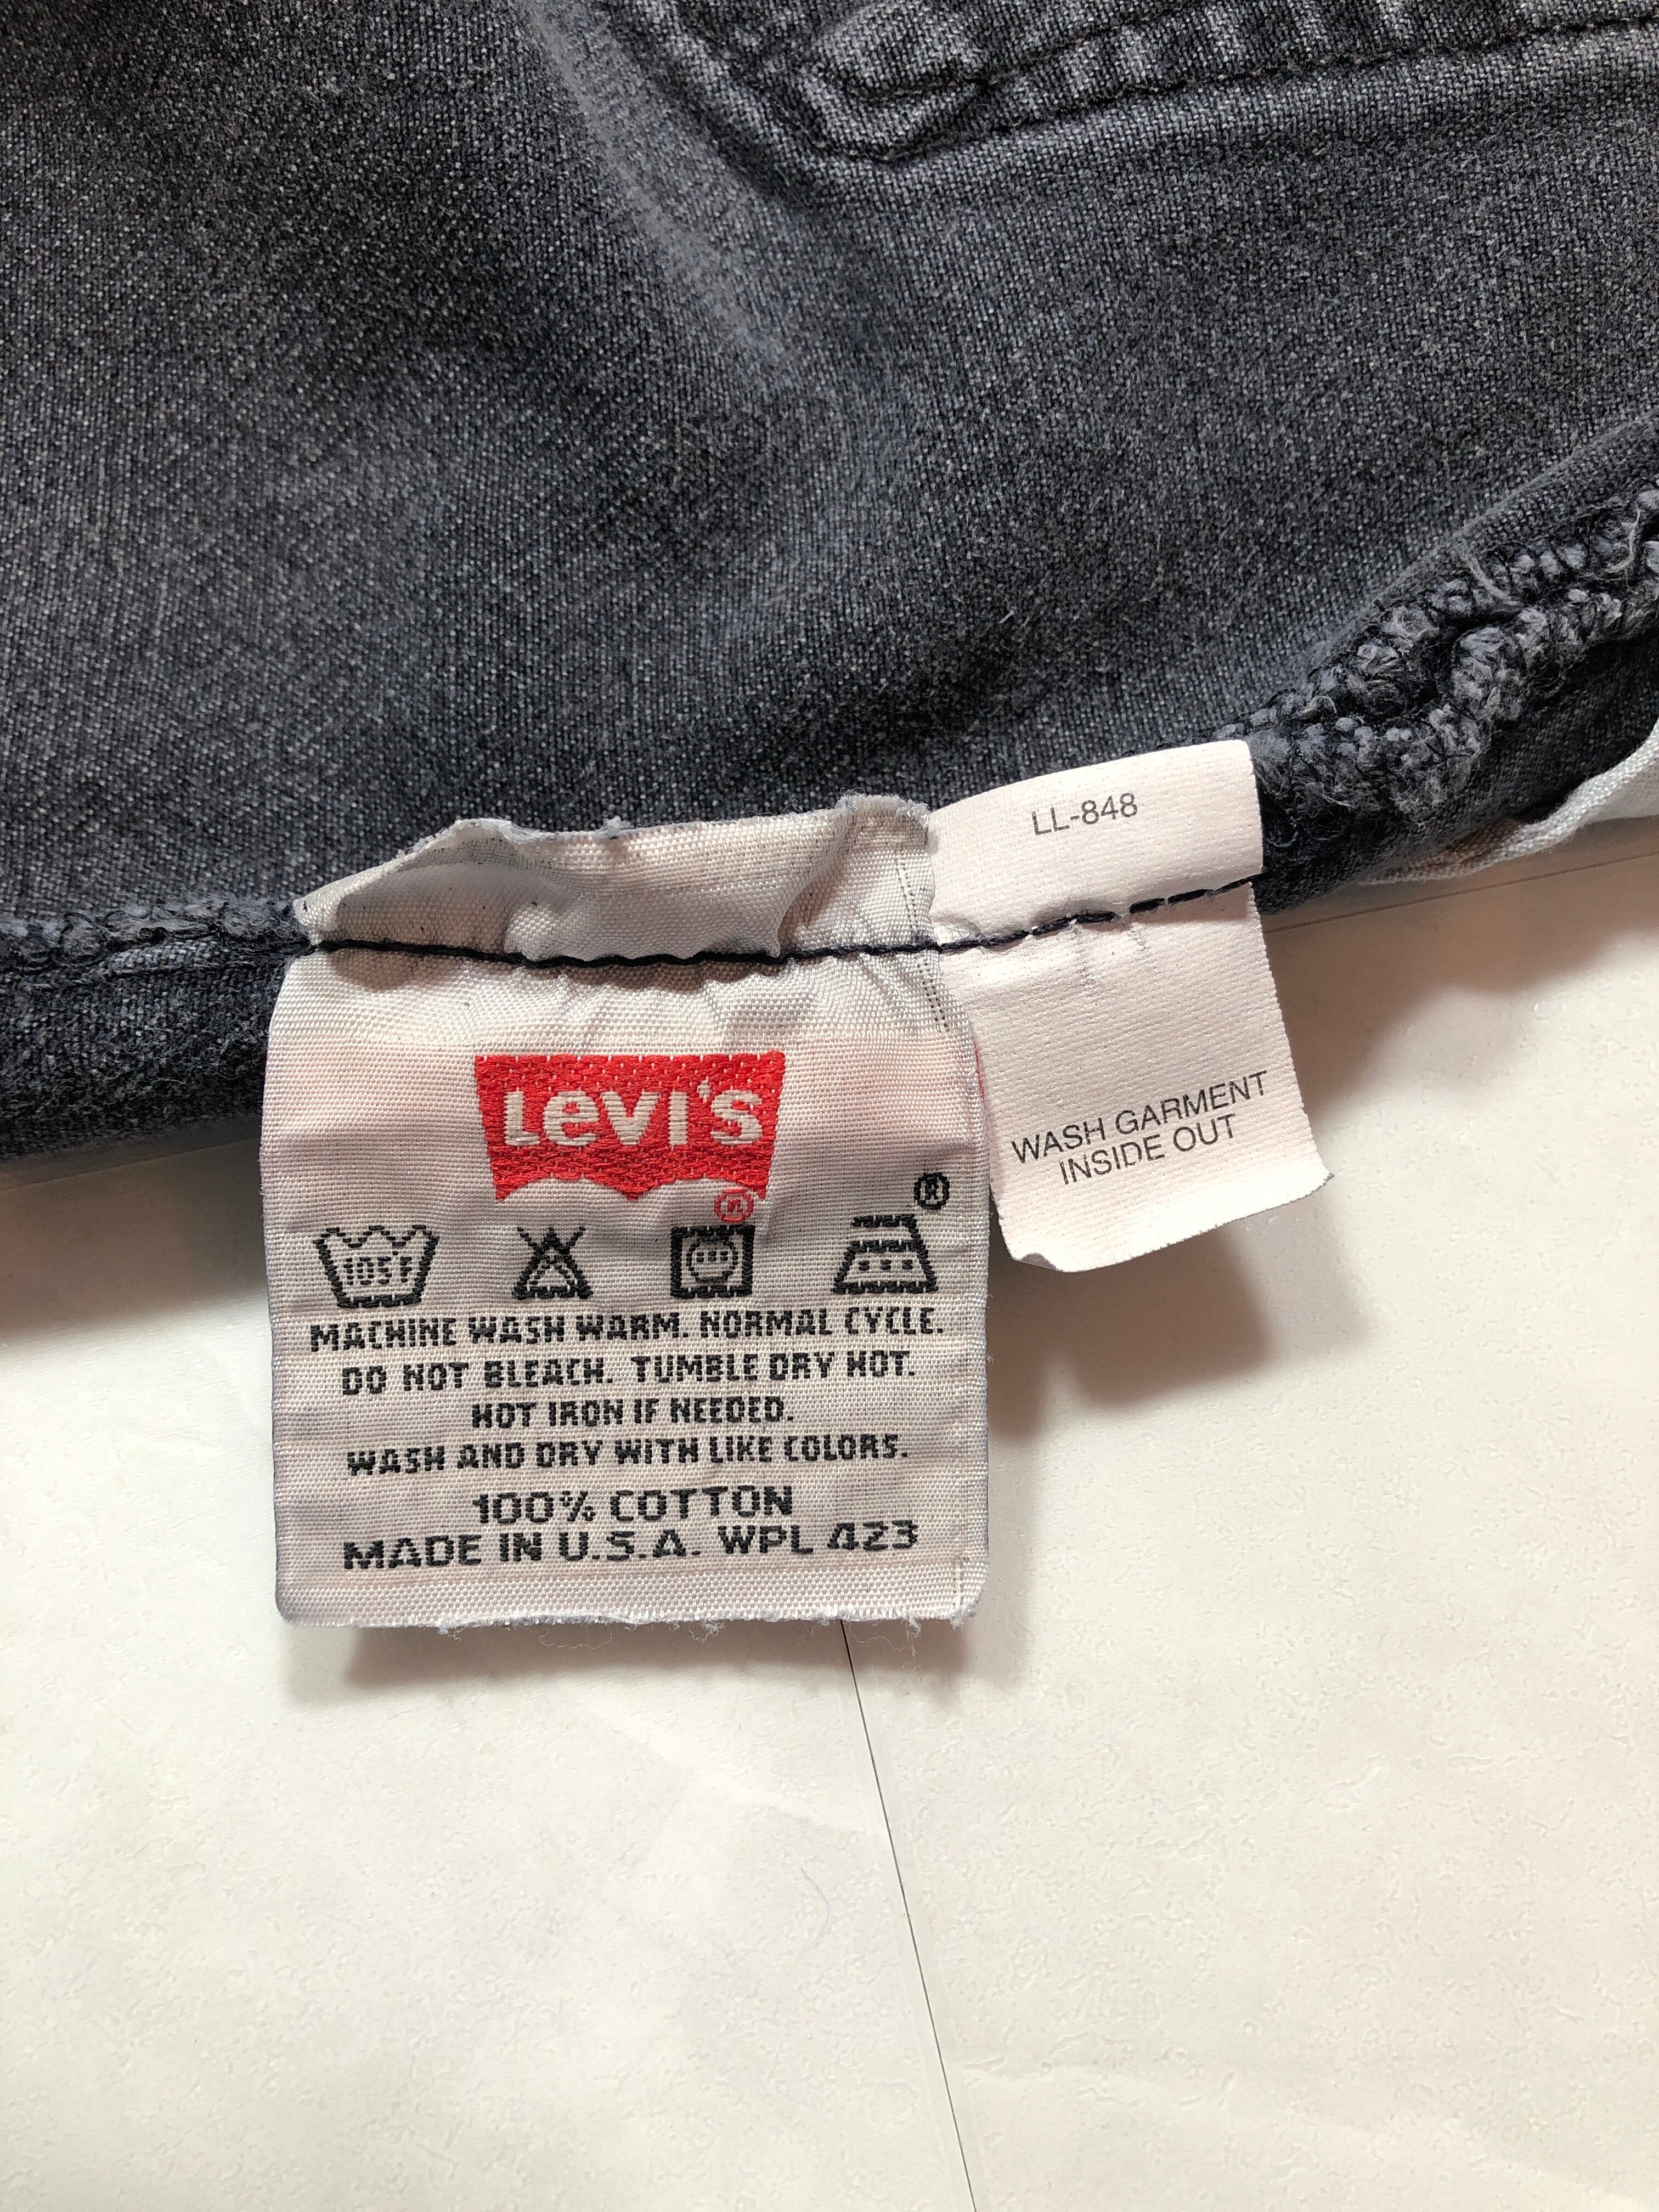 LL-848
Levi's
®
®
WASH GARMENT
INSIDE OUT
105F
MACHINE WASH WARM. NORMAL CYCLE.
DO NOT BLEACH. TUMBLE DRY HOT.
HOT IRON IF NEEDED.
WASH AND DRY WITH LIKE COLORS.
100% COTTON
MADE IN U.S.A. WPL 423